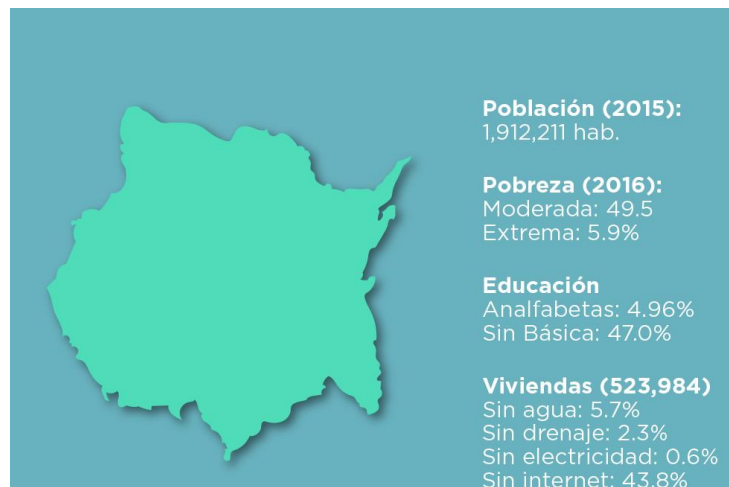 Población (2015):
1,912,211 hab.
Pobreza (2016):
Moderada: 49.5
Extrema: 5.9%
Educación
Analfabetas: 4.96%
Sin Básica: 47.0%
Viviendas (523,984)
Sin agua: 5.7%
Sin drenaje: 2.3%
Sin electricidad: 0.6%
Sin internet: 43.8%